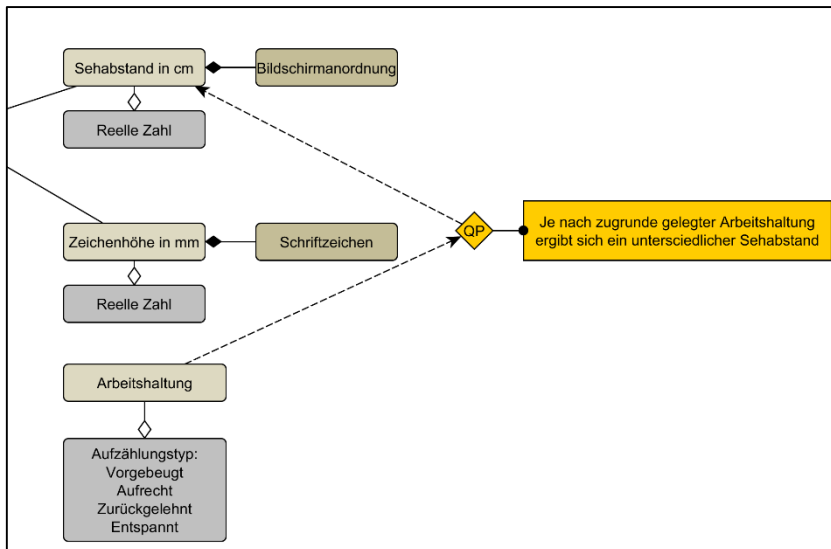 Sehabstand in cm
Bildschirmanordnung
Reelle Zahl
Zeichenhöhe in mm
Schriftzeichen
QP
Je nach zugrunde gelegter Arbeitshaltung
ergibt sich ein untersciedlicher Sehabstand
Reelle Zahl
Arbeitshaltung
Aufzählungstyp:
Vorgebeugt
Aufrecht
Zurückgelehnt
Entspannt